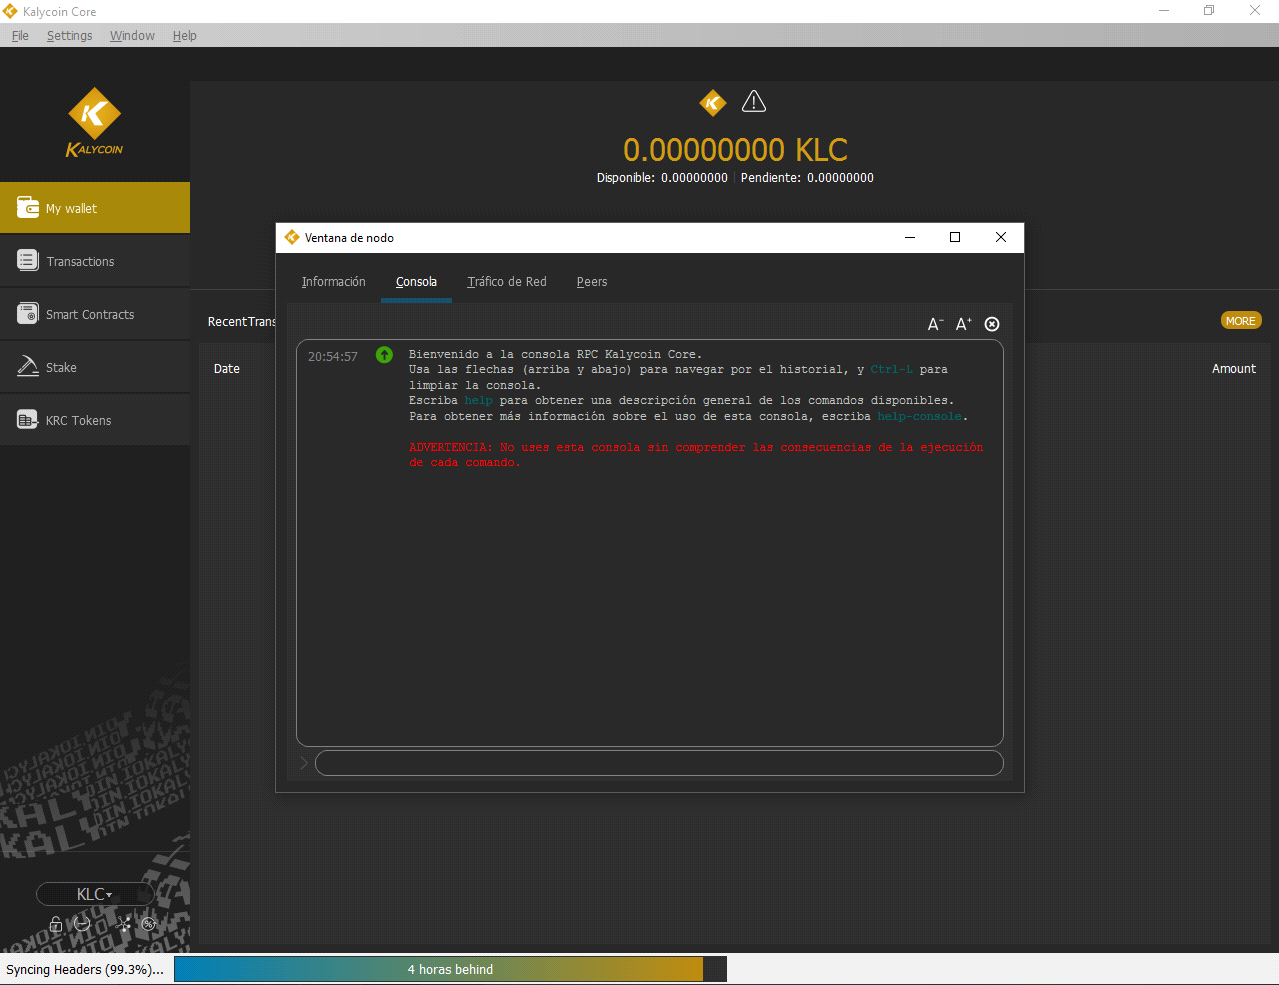 Kalycoin Core
File Settings Window Help
KALYCOIN
0.00000000 KLC
Disponible: 0.00000000 Pendiente: 0.00000000
My wallet
Transactions
Smart Contracts
Stake
KRC Tokens
RecentTrans
MORE
Date
Amount
Ventana de nodo
Información Consola Tráfico de Red Peers
A- A+
20:54:57
Bienvenido a la consola RPC Kalycoin Core.
Usa las flechas (arriba y abajo) para navegar por el historial, y Ctrl-L para
limpiar la consola.
Escriba help para obtener una descripción general de los comandos disponibles.
Para obtener más información sobre el uso de esta consola, escriba help-console.
ADVERTENCIA: No uses esta consola sin comprender las consecuencias de la ejecución
de cada comando.
KLC
Syncing Headers (99.3%)...
4 horas behind